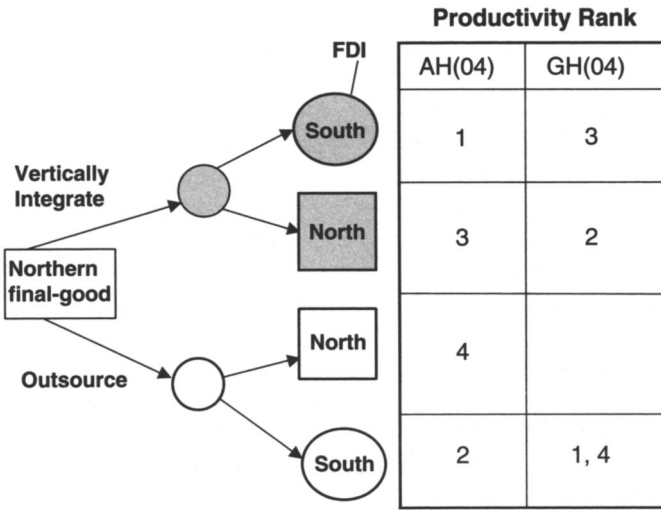 Productivity Rank
FDI
AH(04) GH(04)
South
1 3
Vertically
Integrate
North
3 2
Northern
final-good
North
4
Outsource
South
2 1, 4